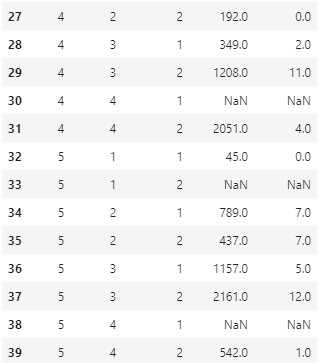 27 4 2 2 192.0 0.0
28 4 3 1 349.0 2.0
29 4 3 2 1208.0 11.0
30 4 4 1 NaN NaN
31 4 4 2 2051.0 4.0
32 5 1 1 45.0 0.0
33 5 1 2 NaN NaN
34 5 2 1 789.0 7.0
35 5 2 2 437.0 7.0
36 5 3 1 1157.0 5.0
37 5 3 2 2161.0 12.0
38 5 4 1 NaN NaN
39 5 4 2 542.0 1.0